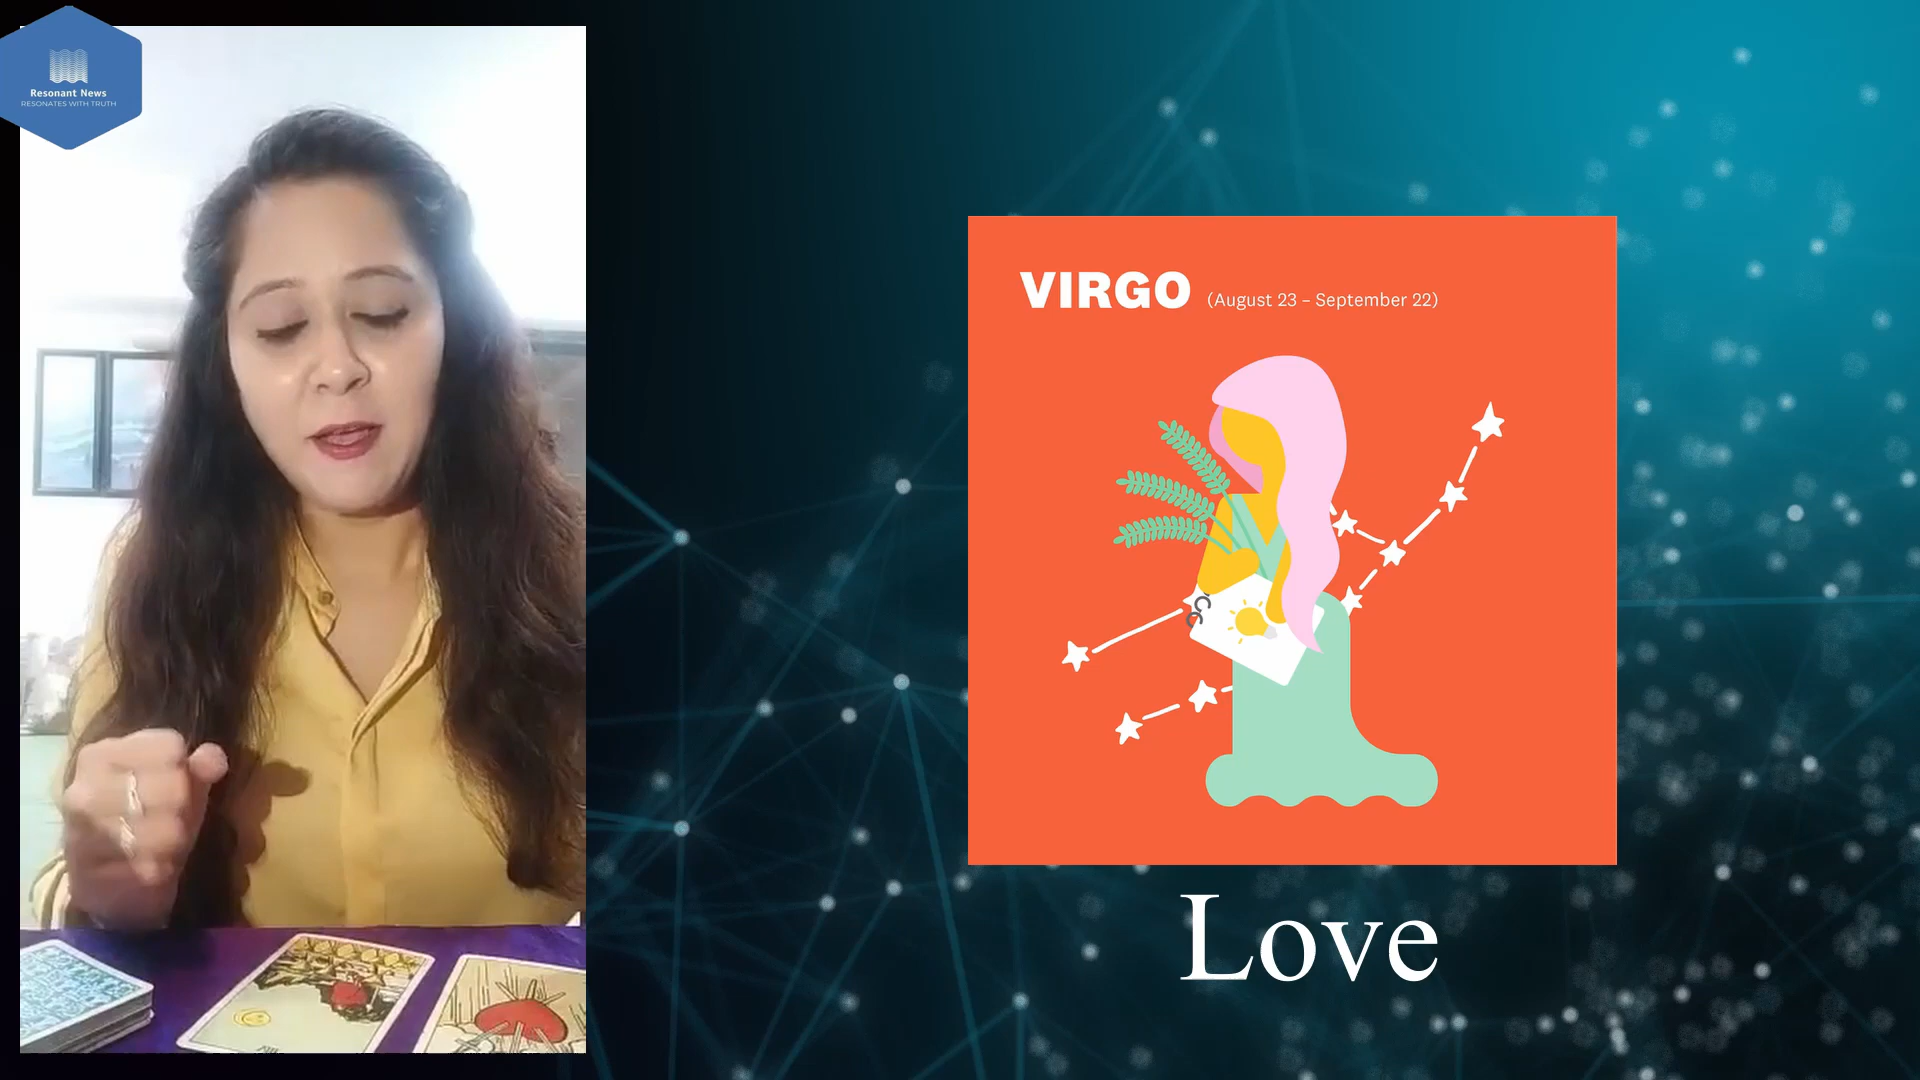 Resonant News
RESONATES WITH TRUTH
VIRGO (August 23 – September 22)
Love